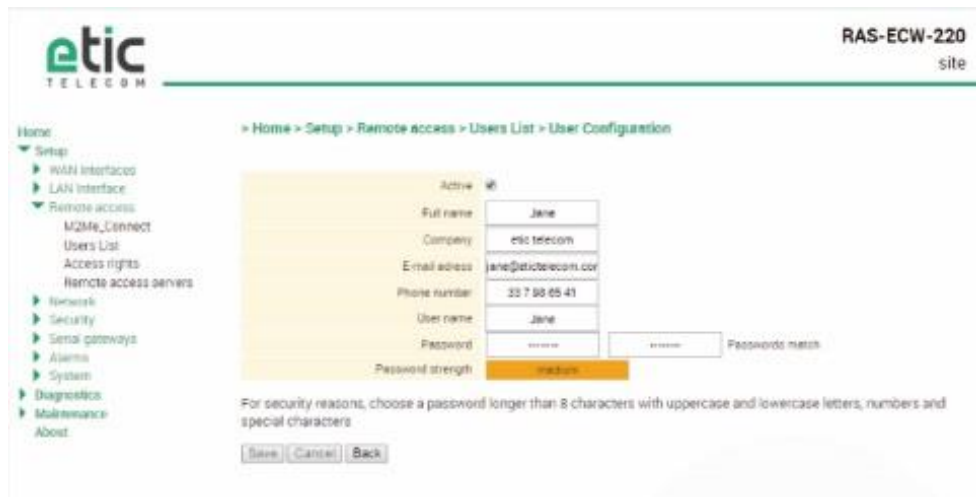 etic
TELECOM
RAS-ECW-220
site
Home
Setup
WAN Interfaces
LAN Interface
Remote access
M2Me_Connect
Users List
Access rights
Remote access servers
Network
Security
Serial gateways
Alarms
System
Diagnostics
Maintenance
About
> Home > Setup > Remote access > Users List > User Configuration
Active
Full name Jane
Company etic telecom
E-mail adress jane@etictelecom.cor
Phone number 33 7 98 65 41
User name Jane
Password -------- -------- Passwords match
Password strength medium
For security reasons, choose a password longer than 8 characters with uppercase and lowercase letters, numbers and
special characters
Save Cancel Back